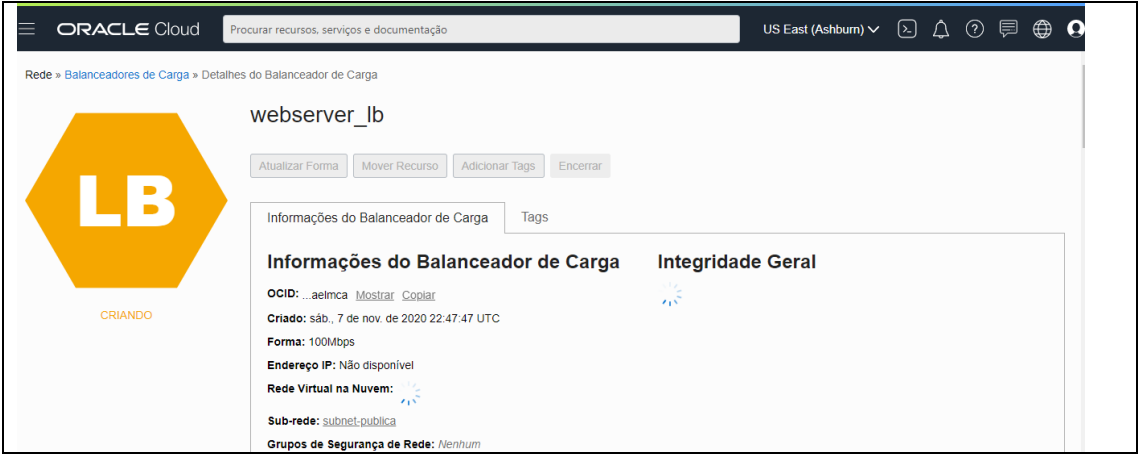 ORACLE Cloud
Procurar recursos, serviços e documentação
US East (Ashburn)
Rede » Balanceadores de Carga » Detalhes do Balanceador de Carga
LB
CRIANDO
webserver_lb
Atualizar Forma Mover Recurso Adicionar Tags Encerrar
Informações do Balanceador de Carga Tags
Informações do Balanceador de Carga
OCID: ...aelmca Mostrar Copiar
Criado: sáb., 7 de nov. de 2020 22:47:47 UTC
Forma: 100Mbps
Endereço IP: Não disponível
Rede Virtual na Nuvem:
Sub-rede: subnet-publica
Grupos de Segurança de Rede: Nenhum
Integridade Geral